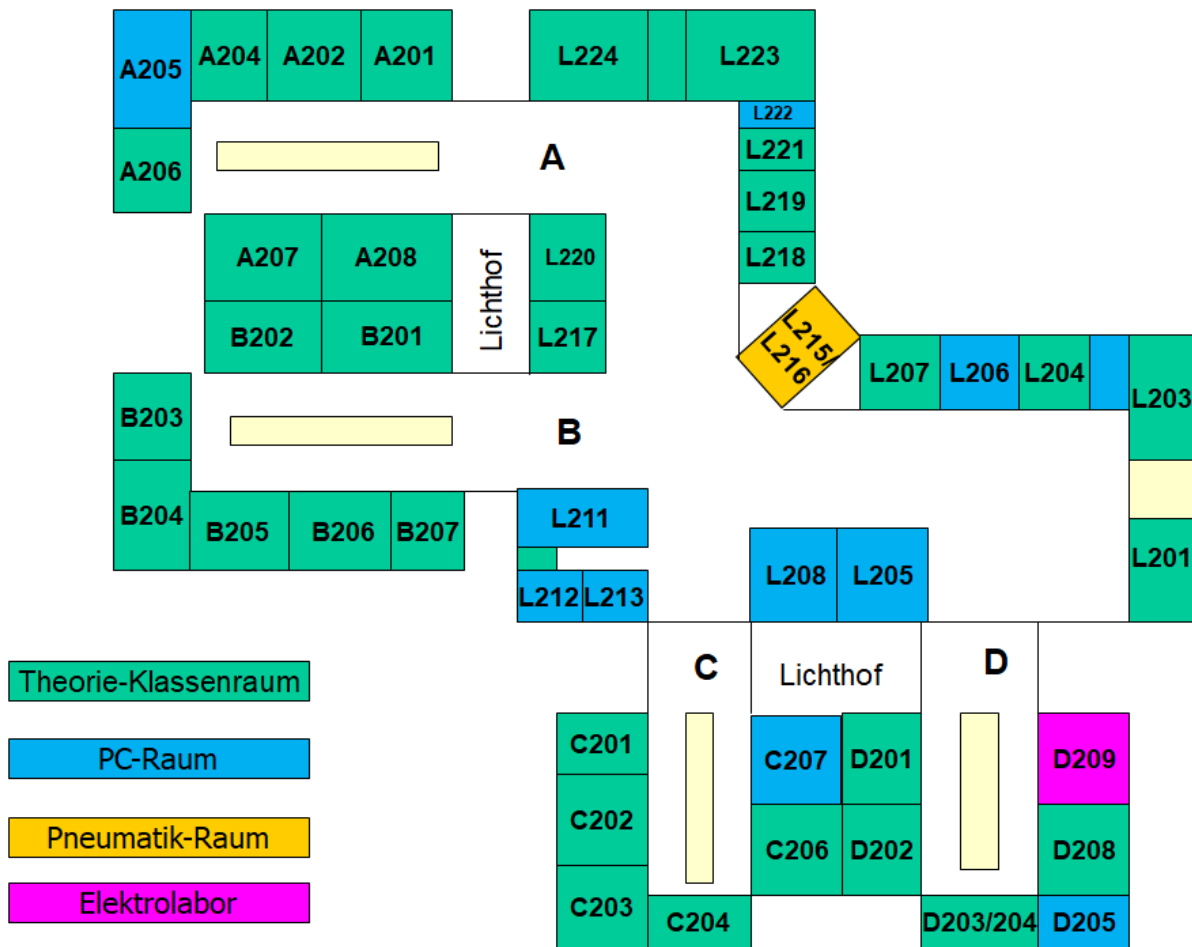 A205
A204
A202
A201
L224
L223
L222
A206
A
L221
L219
L218
A207
A208
Lichthof
L220
B202
B201
L217
L215/
L216
L207
L206
L204
L203
B203
B
B204
B205
B206
B207
L211
L212
L213
L208
L205
L201
C
Lichthof
D
Theorie-Klassenraum
PC-Raum
Pneumatik-Raum
Elektrolabor
C201
C207
D201
D209
C202
C206
D202
D208
C203
C204
D203/204
D205